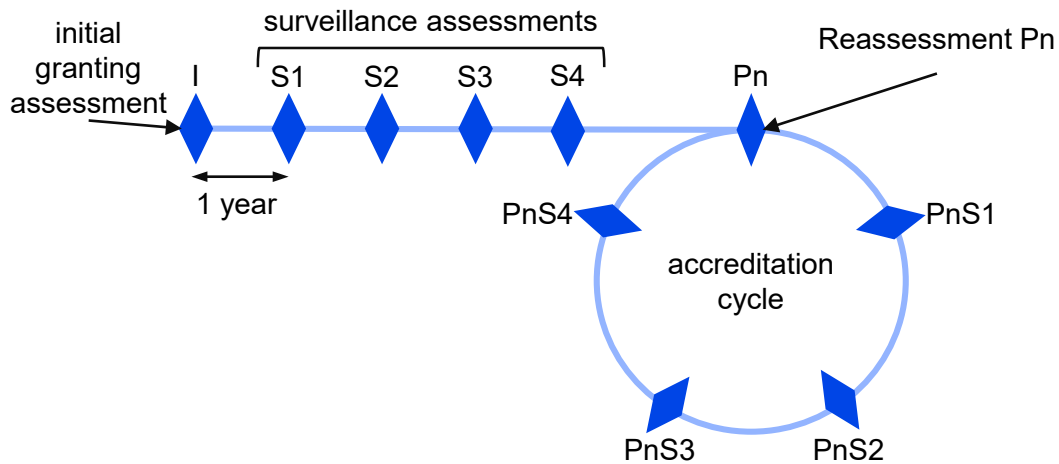 surveillance assessments
initial
granting
assessment
Reassessment Pn
I
S1
S2
S3
S4
Pn
1 year
PnS4
PnS1
accreditation
cycle
PnS3
PnS2